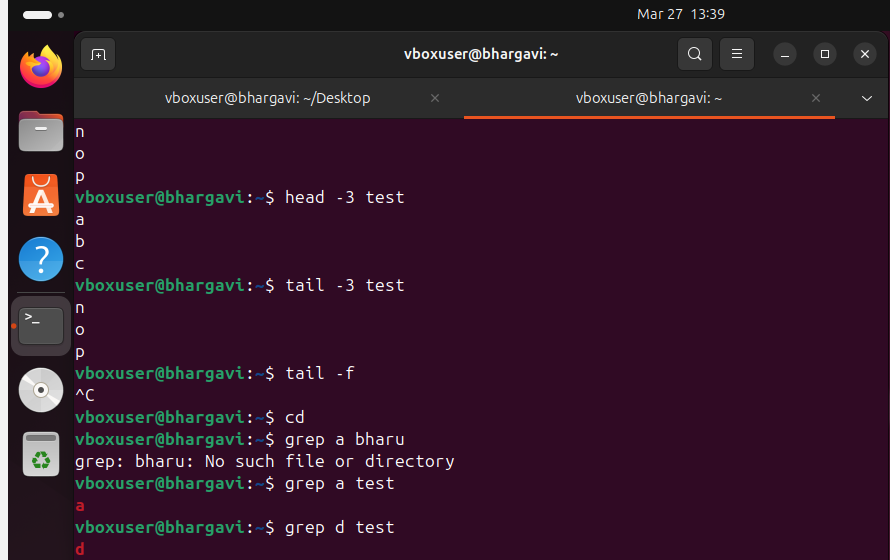 Mar 27 13:39
vboxuser@bhargavi: ~
vboxuser@bhargavi: ~/Desktop
vboxuser@bhargavi: ~
n
o
p
vboxuser@bhargavi:~$ head -3 test
a
b
c
vboxuser@bhargavi:~$ tail -3 test
n
o
p
vboxuser@bhargavi:~$ tail -f
^C
vboxuser@bhargavi:~$ cd
vboxuser@bhargavi:~$ grep a bharu
grep: bharu: No such file or directory
vboxuser@bhargavi:~$ grep a test
a
vboxuser@bhargavi:~$ grep d test
d